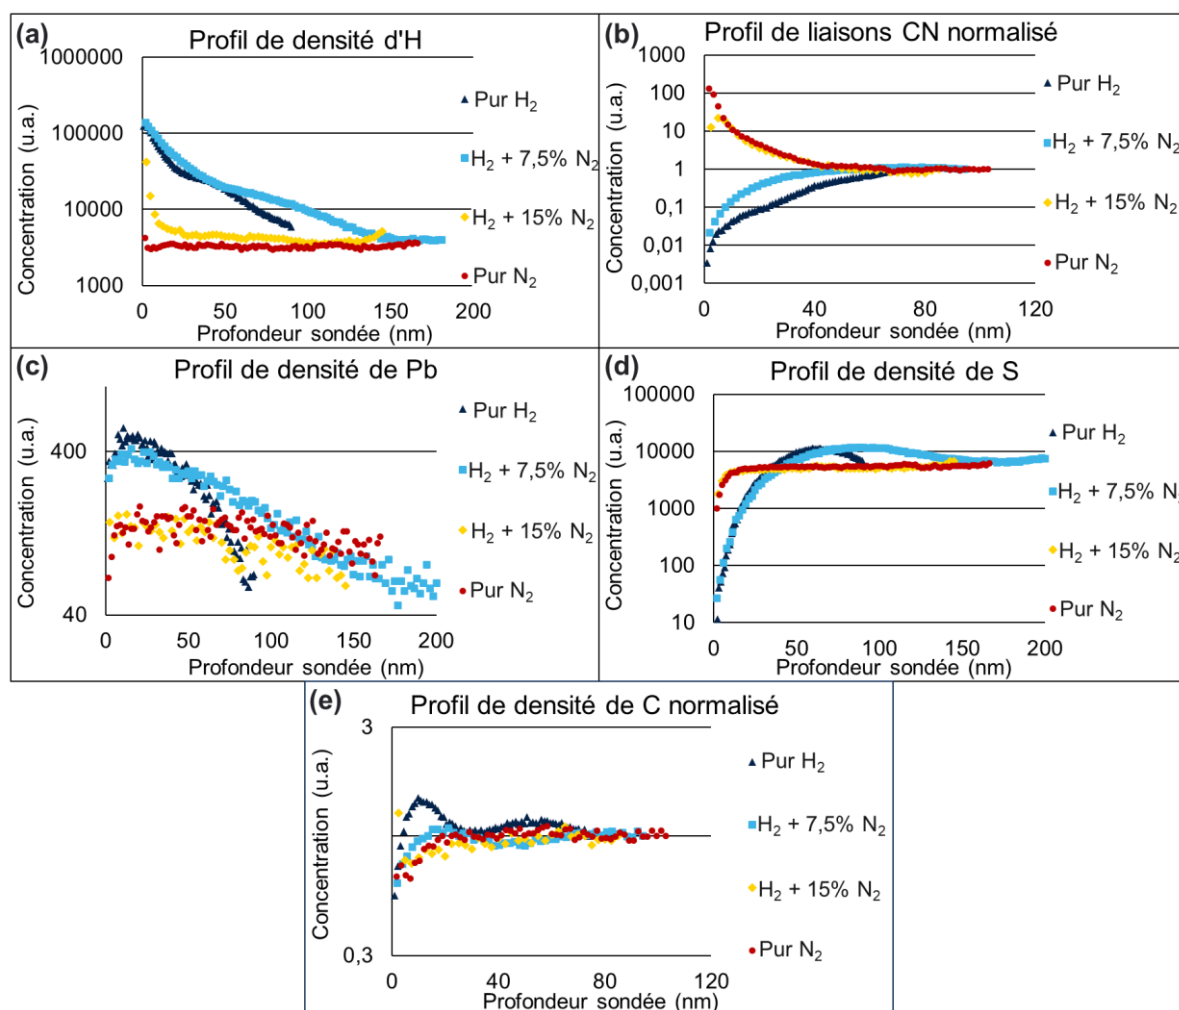 (a)
Profil de densité d'H
Concentration (u.a.)
1000000
100000
10000
1000
0
50
100
150
200
Profondeur sondée (nm)
Pur H₂
H₂ + 7,5% N₂
H₂ + 15% N₂
Pur N₂
(b)
Profil de liaisons CN normalisé
Concentration (u.a.)
1000
100
10
1
0,1
0,01
0,001
0
40
80
120
Profondeur sondée (nm)
Pur H₂
H₂ + 7,5% N₂
H₂ + 15% N₂
Pur N₂
(c)
Profil de densité de Pb
Concentration (u.a.)
400
40
0
50
100
150
200
Profondeur sondée (nm)
Pur H₂
H₂ + 7,5% N₂
H₂ + 15% N₂
Pur N₂
(d)
Profil de densité de S
Concentration (u.a.)
100000
10000
1000
100
10
0
50
100
150
200
Profondeur sondée (nm)
Pur H₂
H₂ + 7,5% N₂
H₂ + 15% N₂
Pur N₂
(e)
Profil de densité de C normalisé
Concentration (u.a.)
3
0,3
0
40
80
120
Profondeur sondée (nm)
Pur H₂
H₂ + 7,5% N₂
H₂ + 15% N₂
Pur N₂